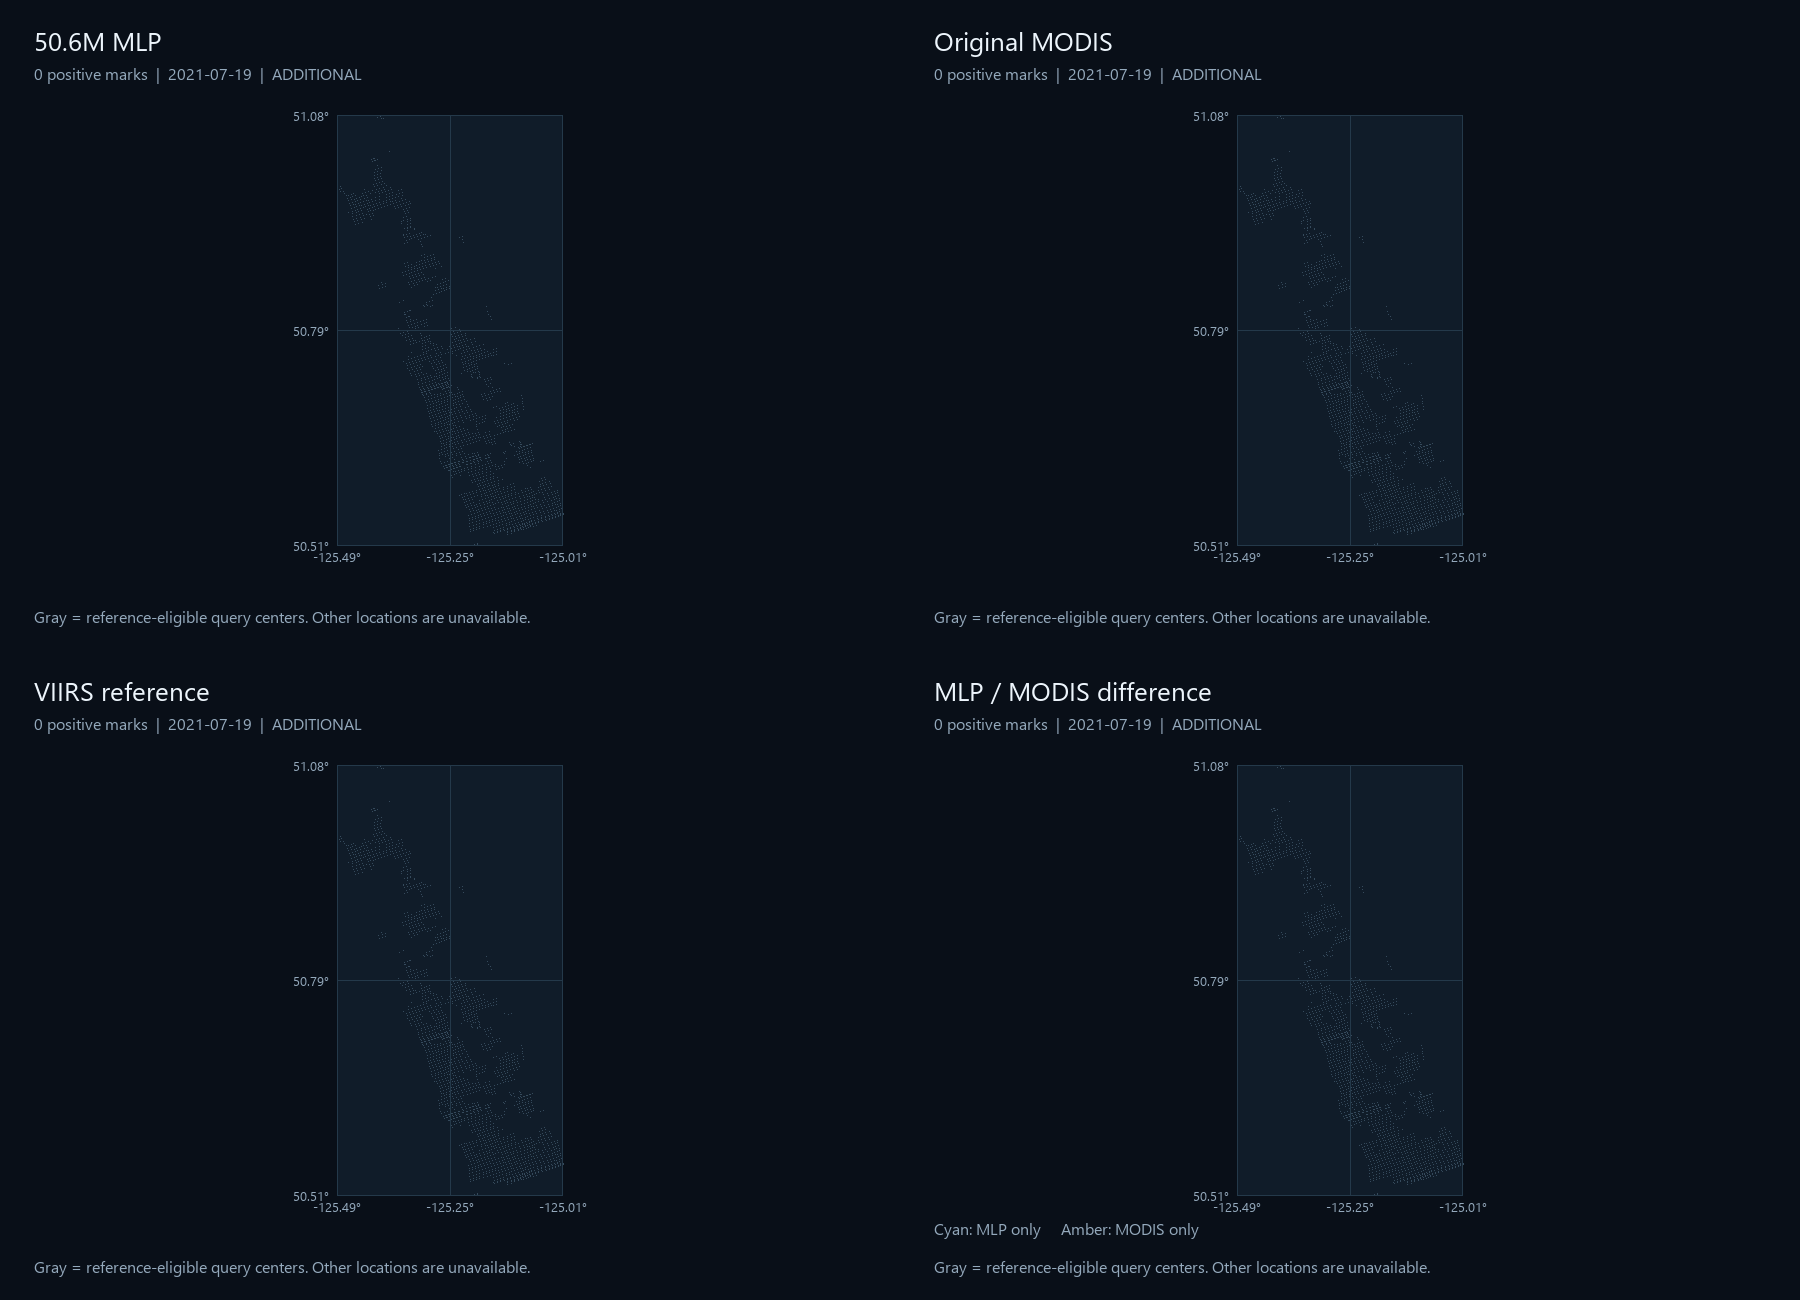 50.6M MLP
0 positive marks | 2021-07-19 | ADDITIONAL
51.08°
50.79°
50.51°
-125.49° -125.25° -125.01°
Gray = reference-eligible query centers. Other locations are unavailable.
Original MODIS
0 positive marks | 2021-07-19 | ADDITIONAL
51.08°
50.79°
50.51°
-125.49° -125.25° -125.01°
Gray = reference-eligible query centers. Other locations are unavailable.
VIIRS reference
0 positive marks | 2021-07-19 | ADDITIONAL
51.08°
50.79°
50.51°
-125.49° -125.25° -125.01°
Gray = reference-eligible query centers. Other locations are unavailable.
MLP / MODIS difference
0 positive marks | 2021-07-19 | ADDITIONAL
51.08°
50.79°
50.51°
-125.49° -125.25° -125.01°
Cyan: MLP only Amber: MODIS only
Gray = reference-eligible query centers. Other locations are unavailable.